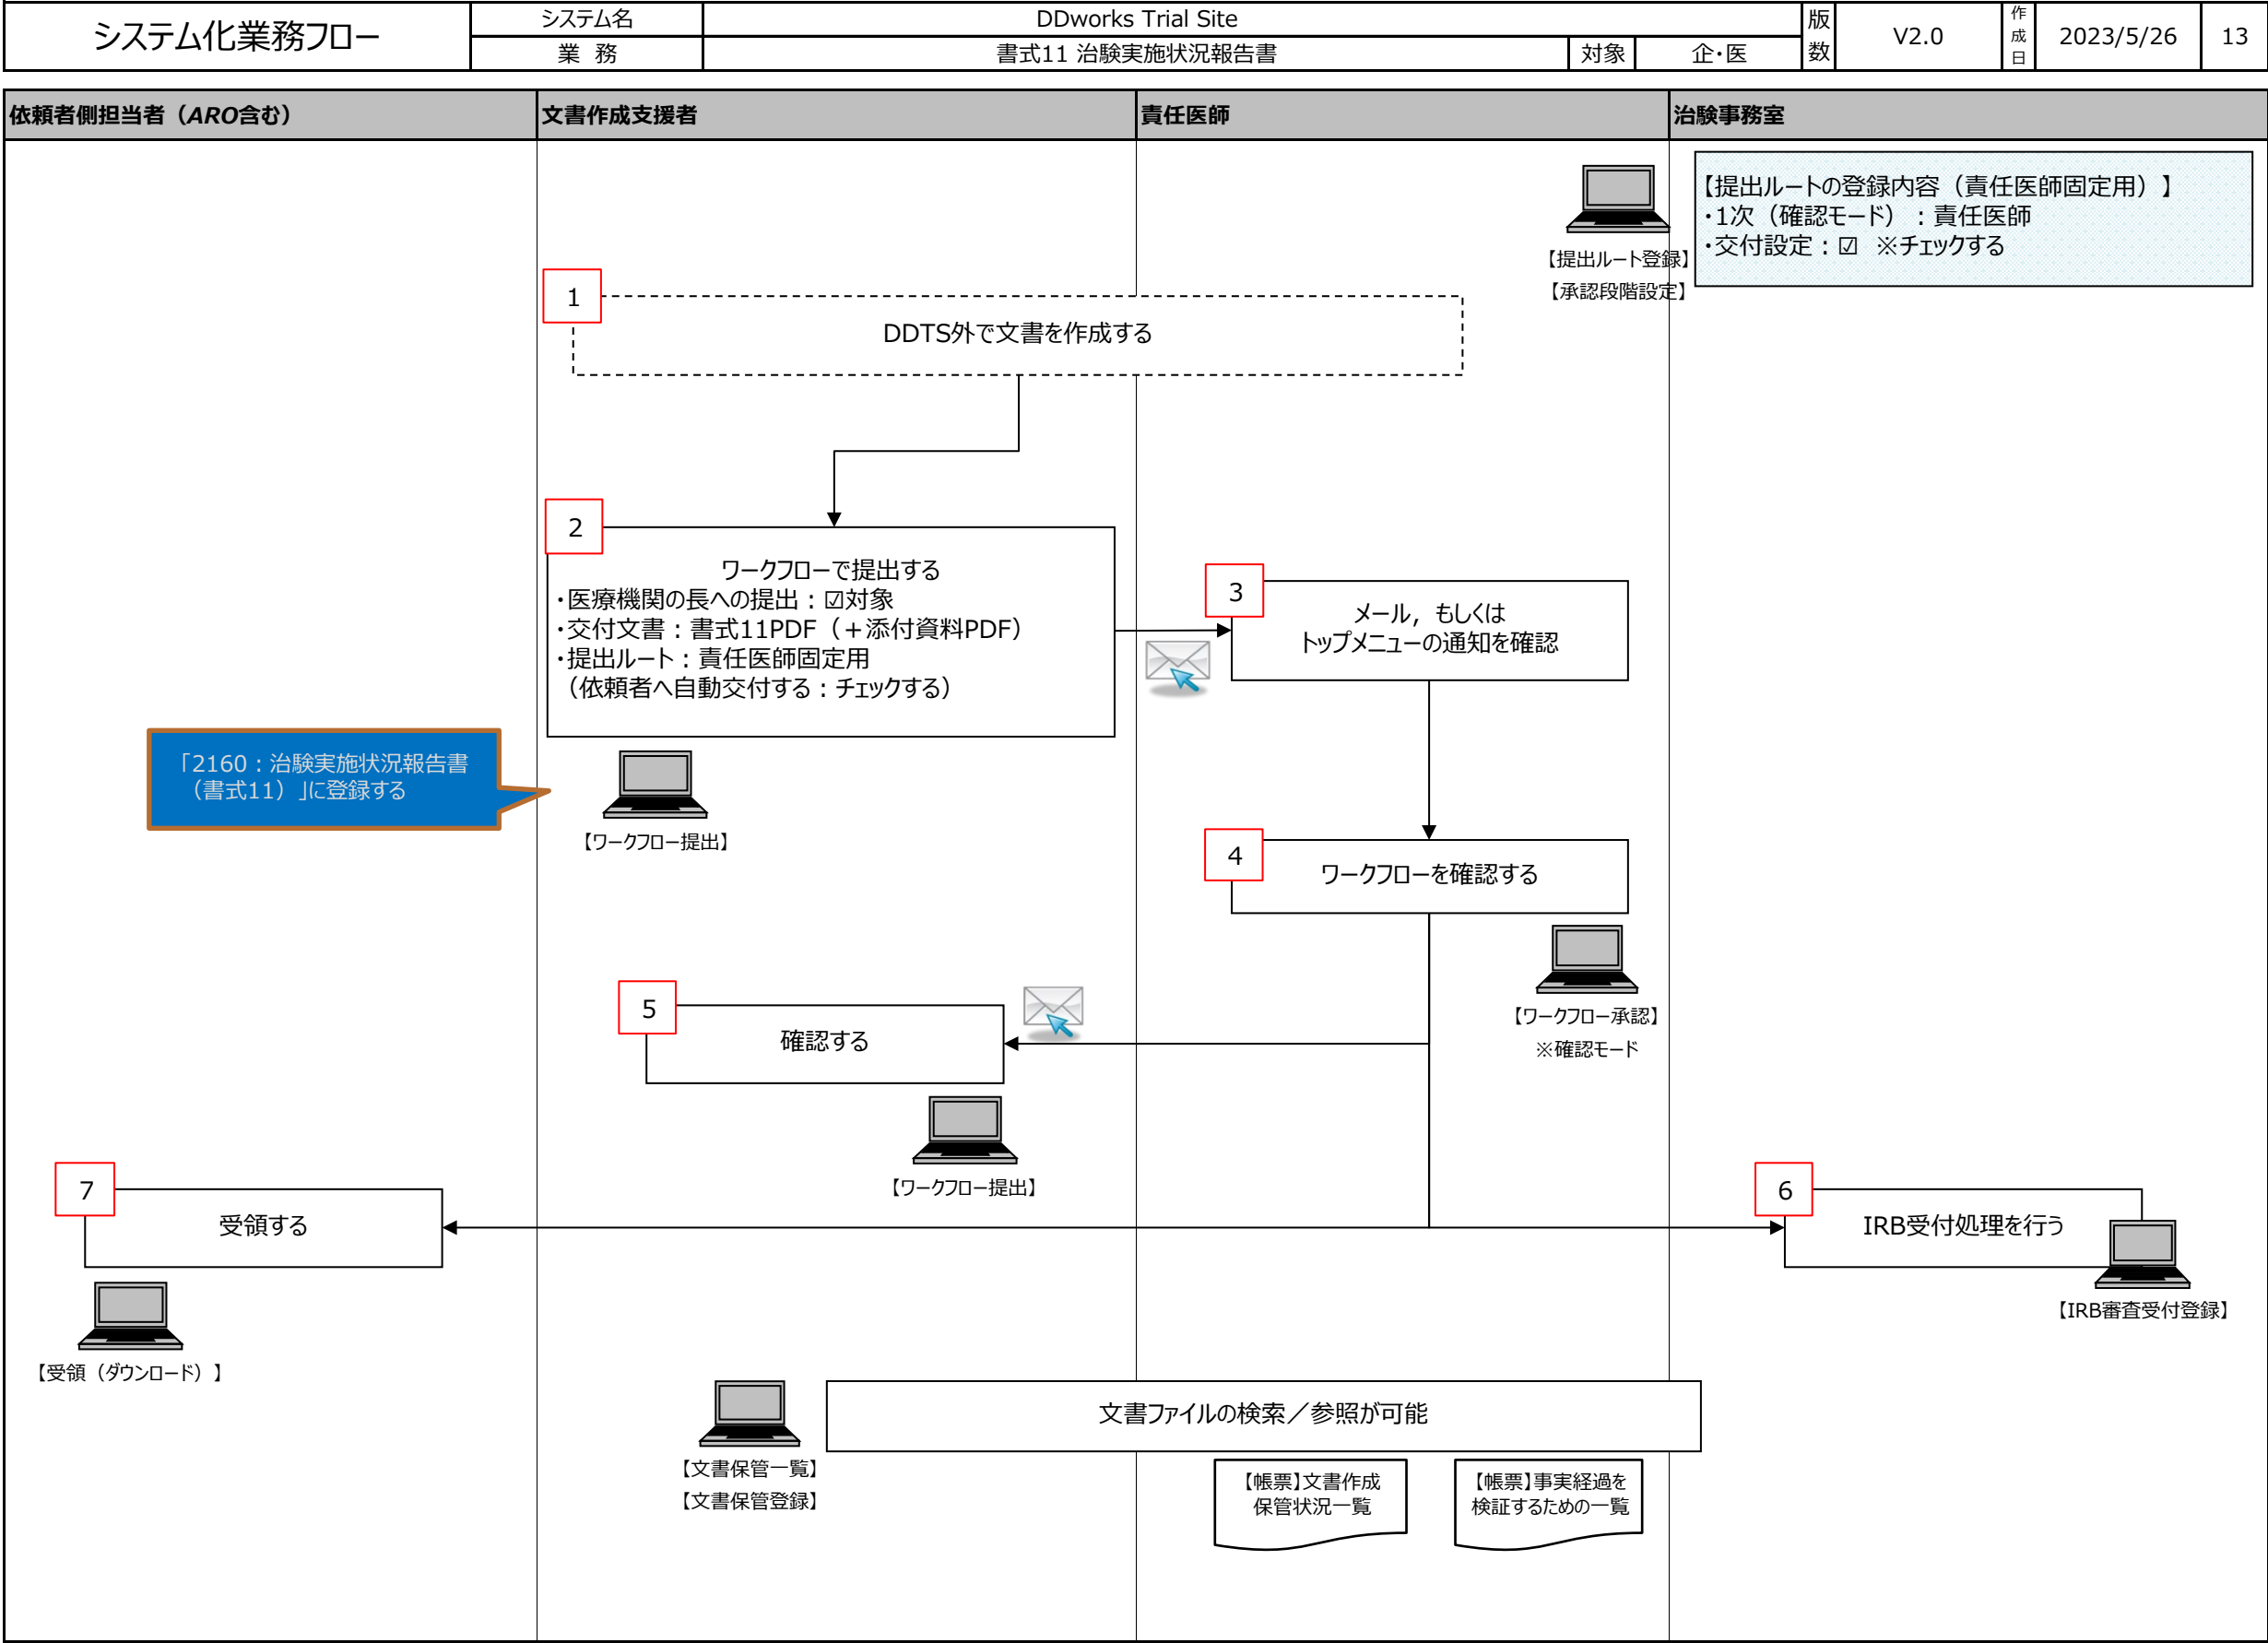 システム化業務フロー
システム名
DDworks Trial Site
業 務
書式11 治験実施状況報告書
対象
企・医
版数
V2.0
作成日
2023/5/26
13
依頼者側担当者（ARO含む）
文書作成支援者
責任医師
治験事務室
【提出ルート登録】
【承認段階設定】
【提出ルートの登録内容（責任医師固定用）】
・1次（確認モード）：責任医師
・交付設定：☑ ※チェックする
1
DDTS外で文書を作成する
2
ワークフローで提出する
・医療機関の長への提出：☑対象
・交付文書：書式11PDF（＋添付資料PDF）
・提出ルート：責任医師固定用
（依頼者へ自動交付する：チェックする）
「2160：治験実施状況報告書
（書式11）」に登録する
【ワークフロー提出】
3
メール，もしくは
トップメニューの通知を確認
4
ワークフローを確認する
【ワークフロー承認】
※確認モード
5
確認する
【ワークフロー提出】
7
受領する
【受領（ダウンロード）】
6
IRB受付処理を行う
【IRB審査受付登録】
文書ファイルの検索／参照が可能
【文書保管一覧】
【文書保管登録】
【帳票】文書作成
保管状況一覧
【帳票】事実経過を
検証するための一覧